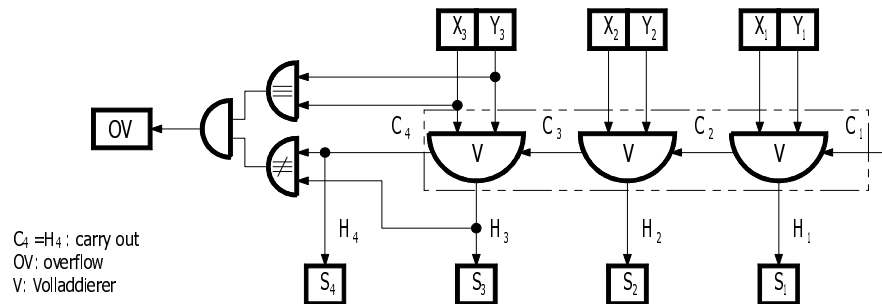 X₃ Y₃ X₂ Y₂ X₁ Y₁
OV
C₄ C₃ C₂ C₁
V V V
≡
≢
H₄ H₃ H₂ H₁
C₄ =H₄ : carry out
OV: overflow
V: Volladdierer
S₄ S₃ S₂ S₁